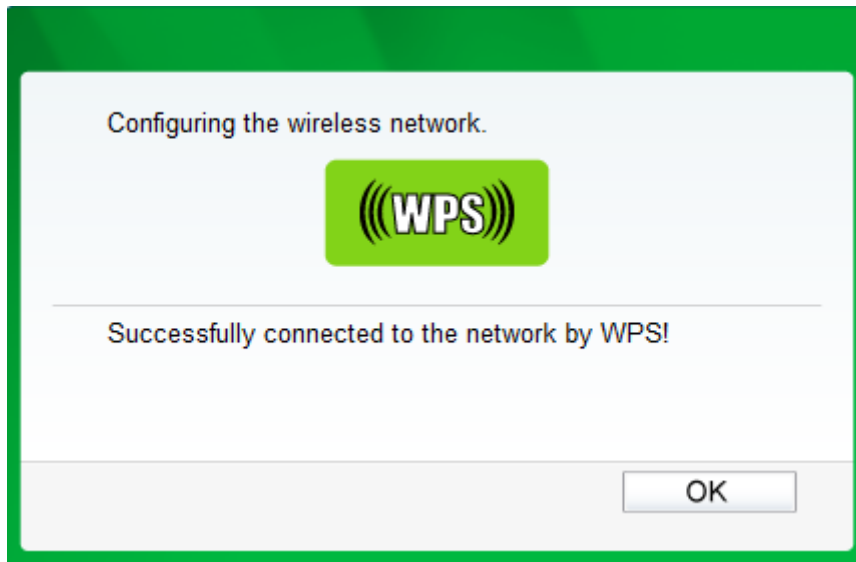 Configuring the wireless network.
WPS
Successfully connected to the network by WPS!
OK